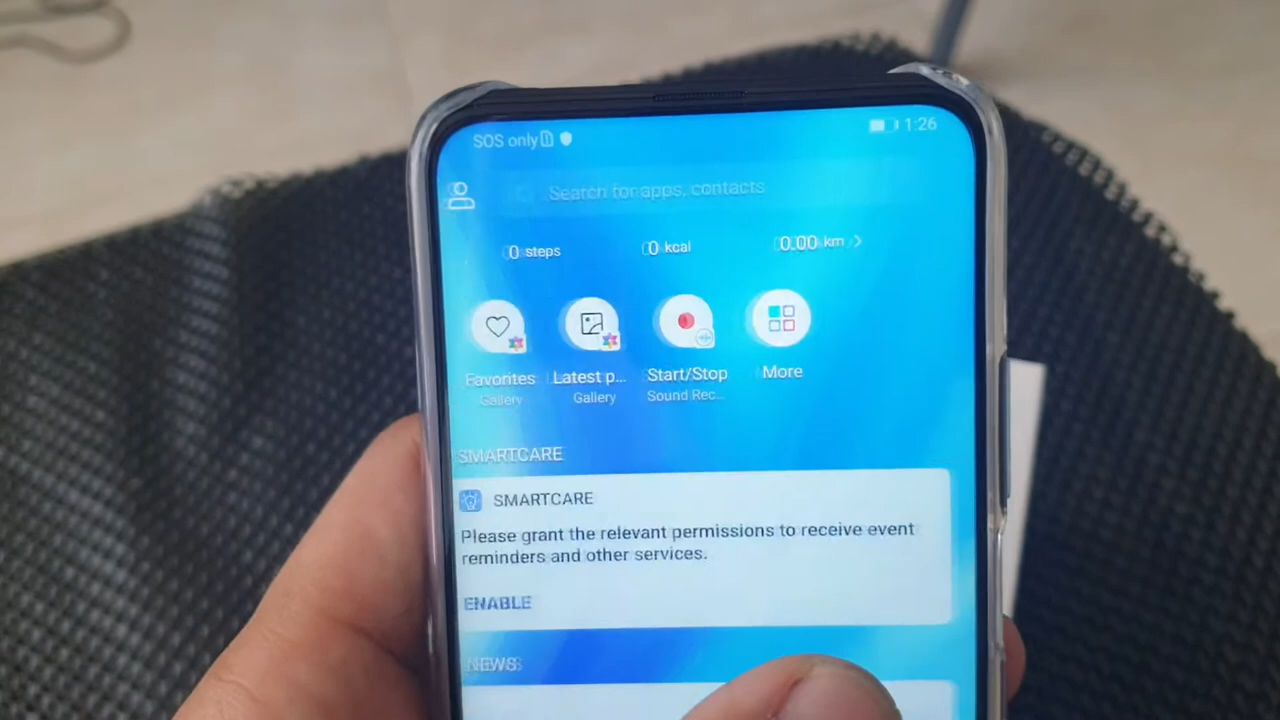 SOS only 1:26
Search for apps, contacts
0 steps 0 kcal 0.00 km
Favorites Latest p... Start/Stop More
Gallery Gallery Sound Rec...
SMARTCARE
SMARTCARE
Please grant the relevant permissions to receive event
reminders and other services.
ENABLE
NEWS